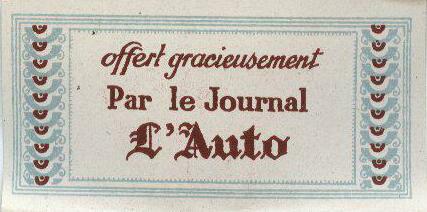 offert gracieusement
Par le Journal
L'Auto